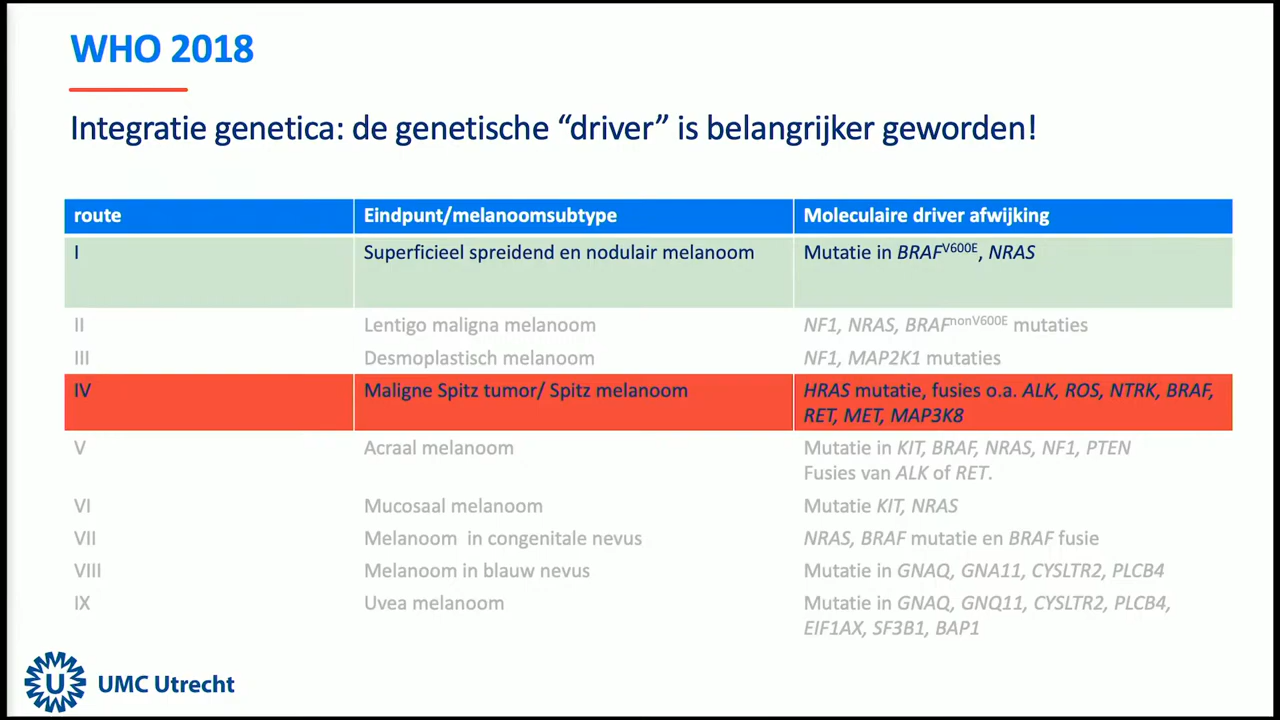 WHO 2018
Integratie genetica: de genetische “driver” is belangrijker geworden!
route Eindpunt/melanoomsubtype Moleculaire driver afwijking
I Superficieel spreidend en nodulair melanoom Mutatie in BRAFV600E, NRAS
II Lentigo maligna melanoom NF1, NRAS, BRAFnonV600E mutaties
III Desmoplastisch melanoom NF1, MAP2K1 mutaties
IV Maligne Spitz tumor/ Spitz melanoom HRAS mutatie, fusies o.a. ALK, ROS, NTRK, BRAF,
RET, MET, MAP3K8
V Acraal melanoom Mutatie in KIT, BRAF, NRAS, NF1, PTEN
Fusies van ALK of RET.
VI Mucosaal melanoom Mutatie KIT, NRAS
VII Melanoom in congenitale nevus NRAS, BRAF mutatie en BRAF fusie
VIII Melanoom in blauw nevus Mutatie in GNAQ, GNA11, CYSLTR2, PLCB4
IX Uvea melanoom Mutatie in GNAQ, GNQ11, CYSLTR2, PLCB4,
EIF1AX, SF3B1, BAP1
U UMC Utrecht